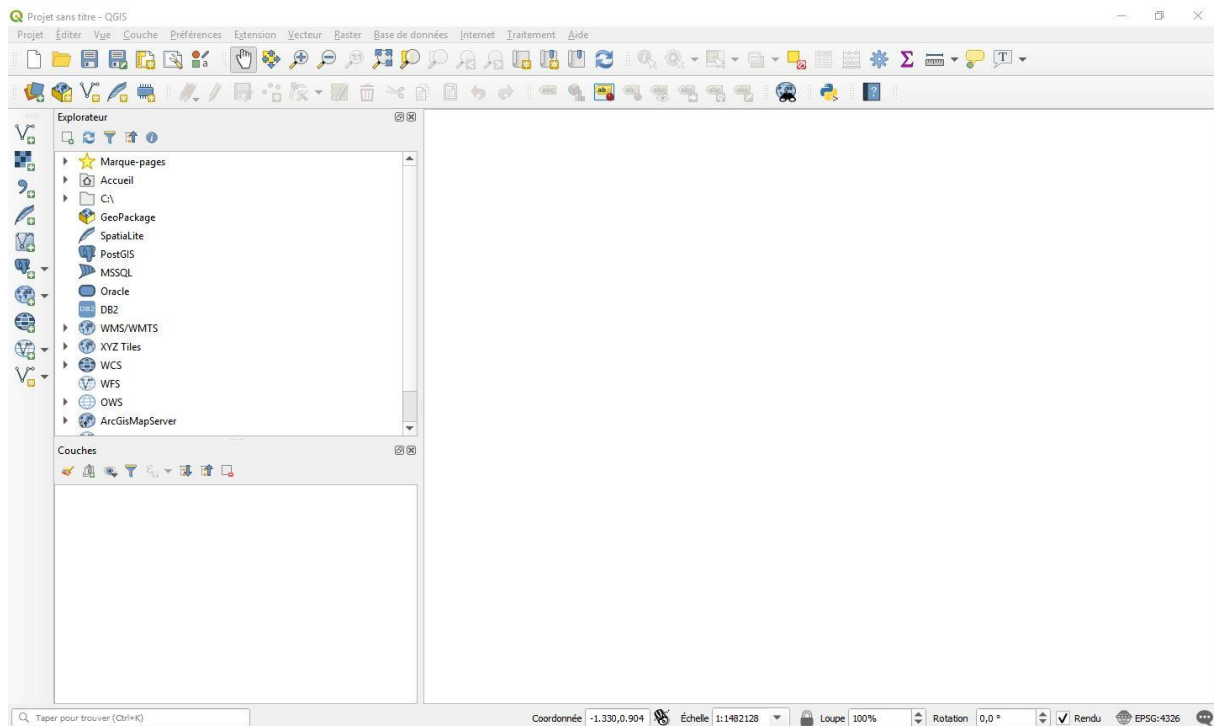 Projet sans titre - QGIS
Projet Éditer Vue Couche Préférences Extension Vecteur Raster Base de données Internet Traitement Aide
Explorateur
Marque-pages
Accueil
C:\
GeoPackage
SpatiaLite
PostGIS
MSSQL
Oracle
DB2 DB2
WMS/WMTS
XYZ Tiles
WCS
WFS
OWS
ArcGisMapServer
Couches
Taper pour trouver (Ctrl+K) Coordonnée -1.330,0.904 Échelle 1:1482128 Loupe 100% Rotation 0,0 ° Rendu EPSG:4326